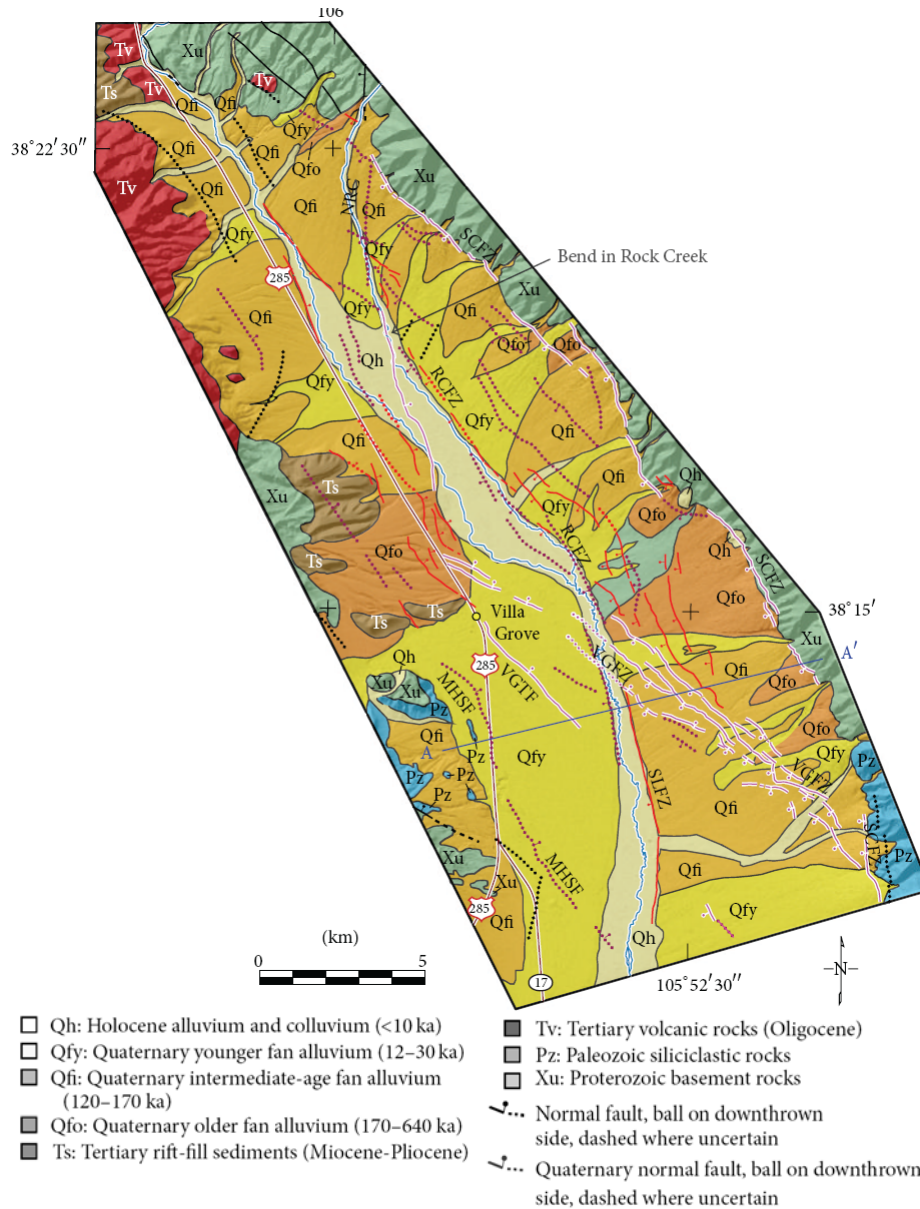 106
Tv
Xu
Ts
Tv
Tv
Qfi
Qfi
Qfy
38°22′30″
Qfi
Qfi
Qfo
Xu
Tv
Qfi
Qfi
NRC
Qfi
Qfy
Qfy
SCFZ
Bend in Rock Creek
285
Xu
Qfi
Qfy
Qfi
Qfo
Qfo
Qh
RCFZ
Qfy
Qfy
Qfi
Qfi
Xu
Ts
Qfi
Qh
Qfy
Qfo
Qfo
RCFZ
Qh
SCFZ
Ts
Qfo
Ts
Ts
Villa
Grove
38°15′
Xu
Qh
285
VGFZ
Qfi
A′
Xu
Xu
MHSF
VGTF
Pz
Qfi
A
Pz
Qfy
Qfo
Qfy
Pz
Pz
Pz
Pz
SLFZ
VGFZ
Qfi
SCFZ
Pz
Xu
Xu
MHSF
Qfi
285
Qfi
Qfy
Qh
(km)
0
5
17
105°52′30″
–N–
Qh: Holocene alluvium and colluvium (<10 ka)
Qfy: Quaternary younger fan alluvium (12–30 ka)
Qfi: Quaternary intermediate-age fan alluvium
(120–170 ka)
Qfo: Quaternary older fan alluvium (170–640 ka)
Ts: Tertiary rift-fill sediments (Miocene-Pliocene)
Tv: Tertiary volcanic rocks (Oligocene)
Pz: Paleozoic siliciclastic rocks
Xu: Proterozoic basement rocks
Normal fault, ball on downthrown
side, dashed where uncertain
Quaternary normal fault, ball on downthrown
side, dashed where uncertain